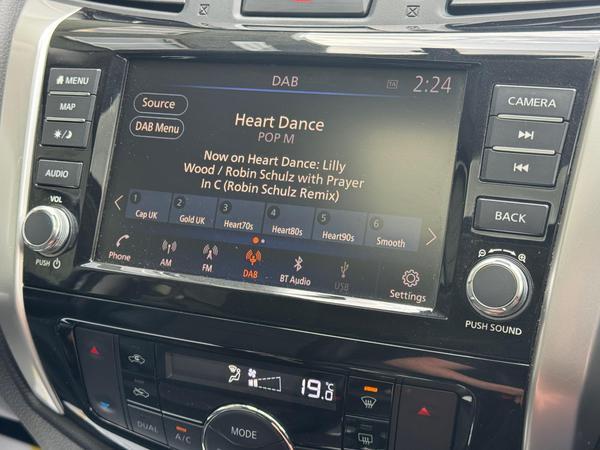 DAB
TA
2:24
MENU
MAP
AUDIO
VOL
PUSH
Source
DAB Menu
Heart Dance
POP M
Now on Heart Dance: Lilly
Wood / Robin Schulz with Prayer
In C (Robin Schulz Remix)
1 Cap UK
2 Gold UK
3 Heart70s
4 Heart80s
5 Heart90s
6 Smooth
Phone
AM
FM
DAB
BT Audio
USB
Settings
CAMERA
BACK
PUSH SOUND
19.0 °C
DUAL
A/C
MODE